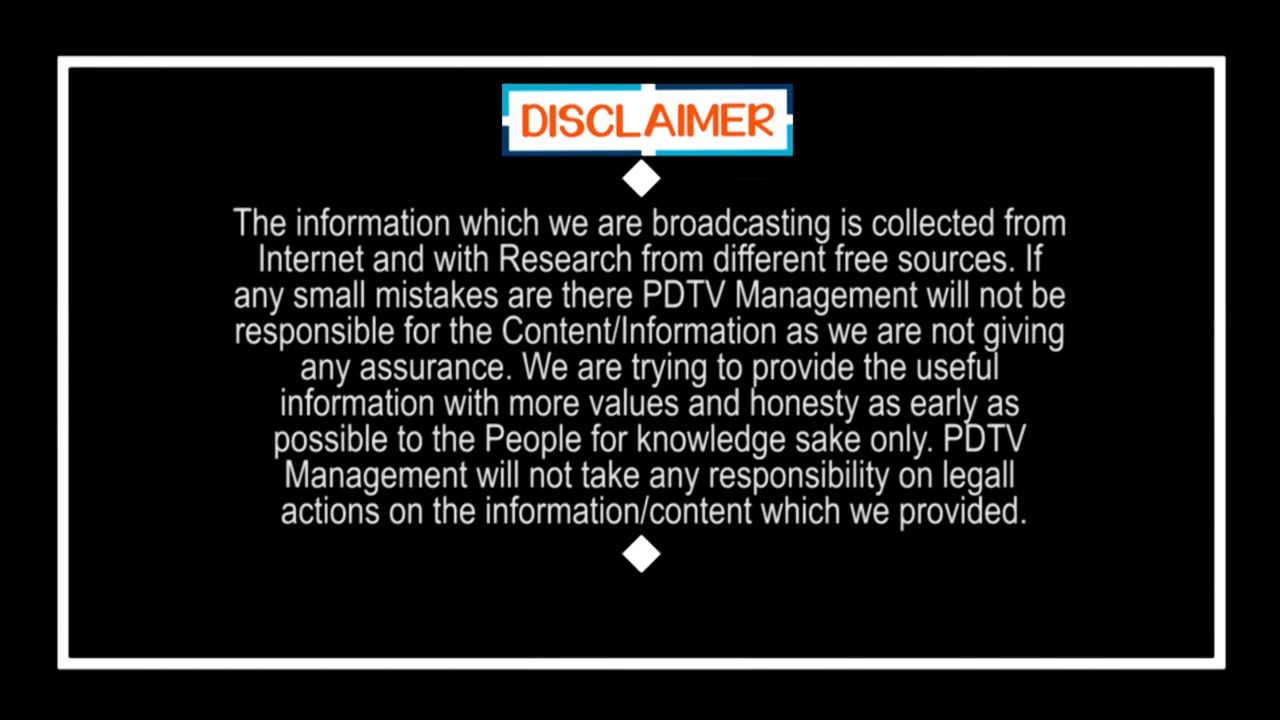 DISCLAIMER
The information which we are broadcasting is collected from
Internet and with Research from different free sources. If
any small mistakes are there PDTV Management will not be
responsible for the Content/Information as we are not giving
any assurance. We are trying to provide the useful
information with more values and honesty as early as
possible to the People for knowledge sake only. PDTV
Management will not take any responsibility on legall
actions on the information/content which we provided.